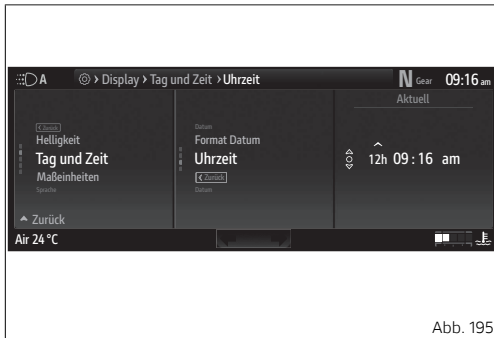 A Display Tag und Zeit Uhrzeit N Gear 09:16 am
Aktuell
Zurück
Helligkeit
Tag und Zeit
Maßeinheiten
Sprache
Zurück
Datum
Format Datum
Uhrzeit
Zurück
Datum
12h 09 : 16 am
Air 24 °C
Abb. 195